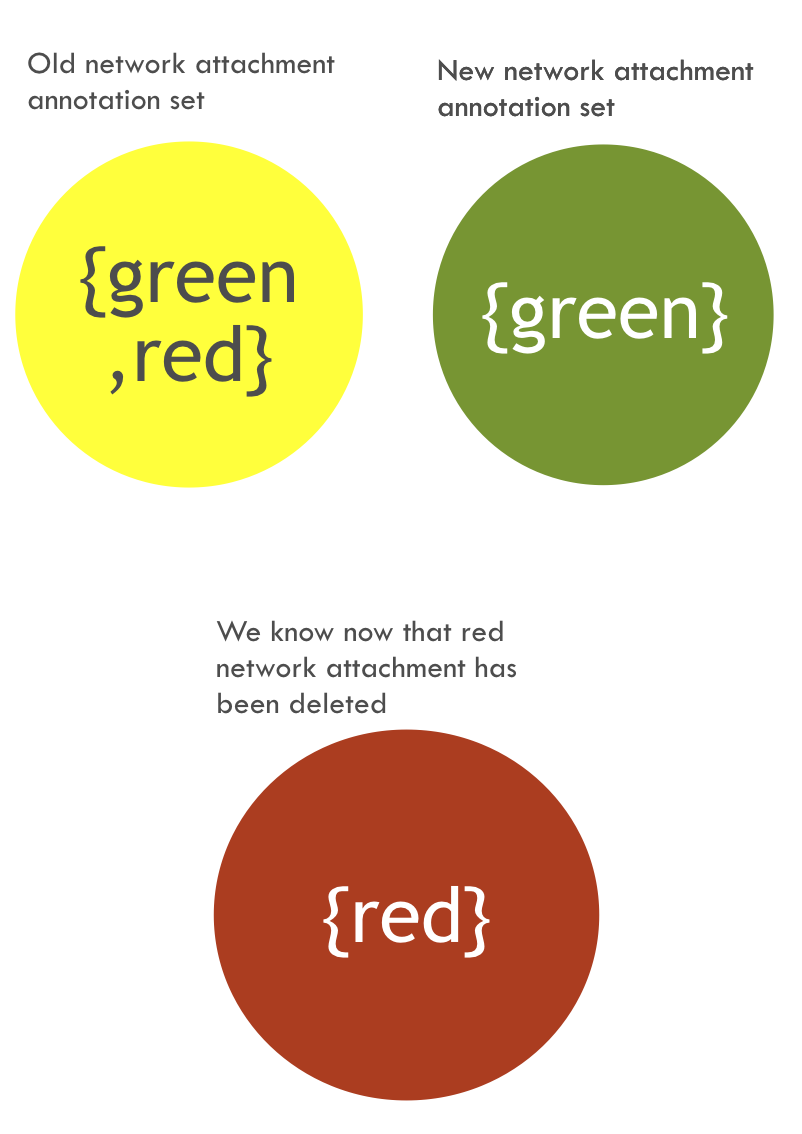 Old network attachment
annotation set
New network attachment
annotation set
{green
,red}
{green}
We know now that red
network attachment has
been deleted
{red}